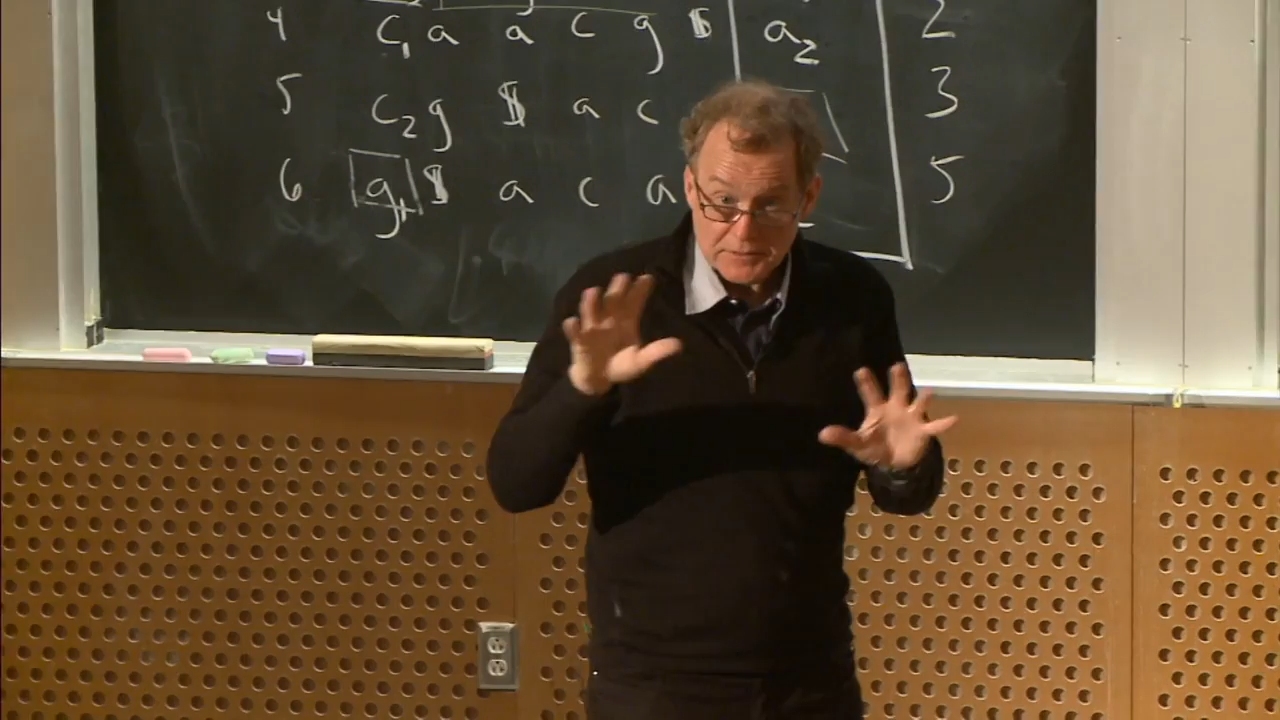 4 c₁ a a c g $ a₂ 2
5 c₂ g $ a c 3
6 g₁ $ a c a 5